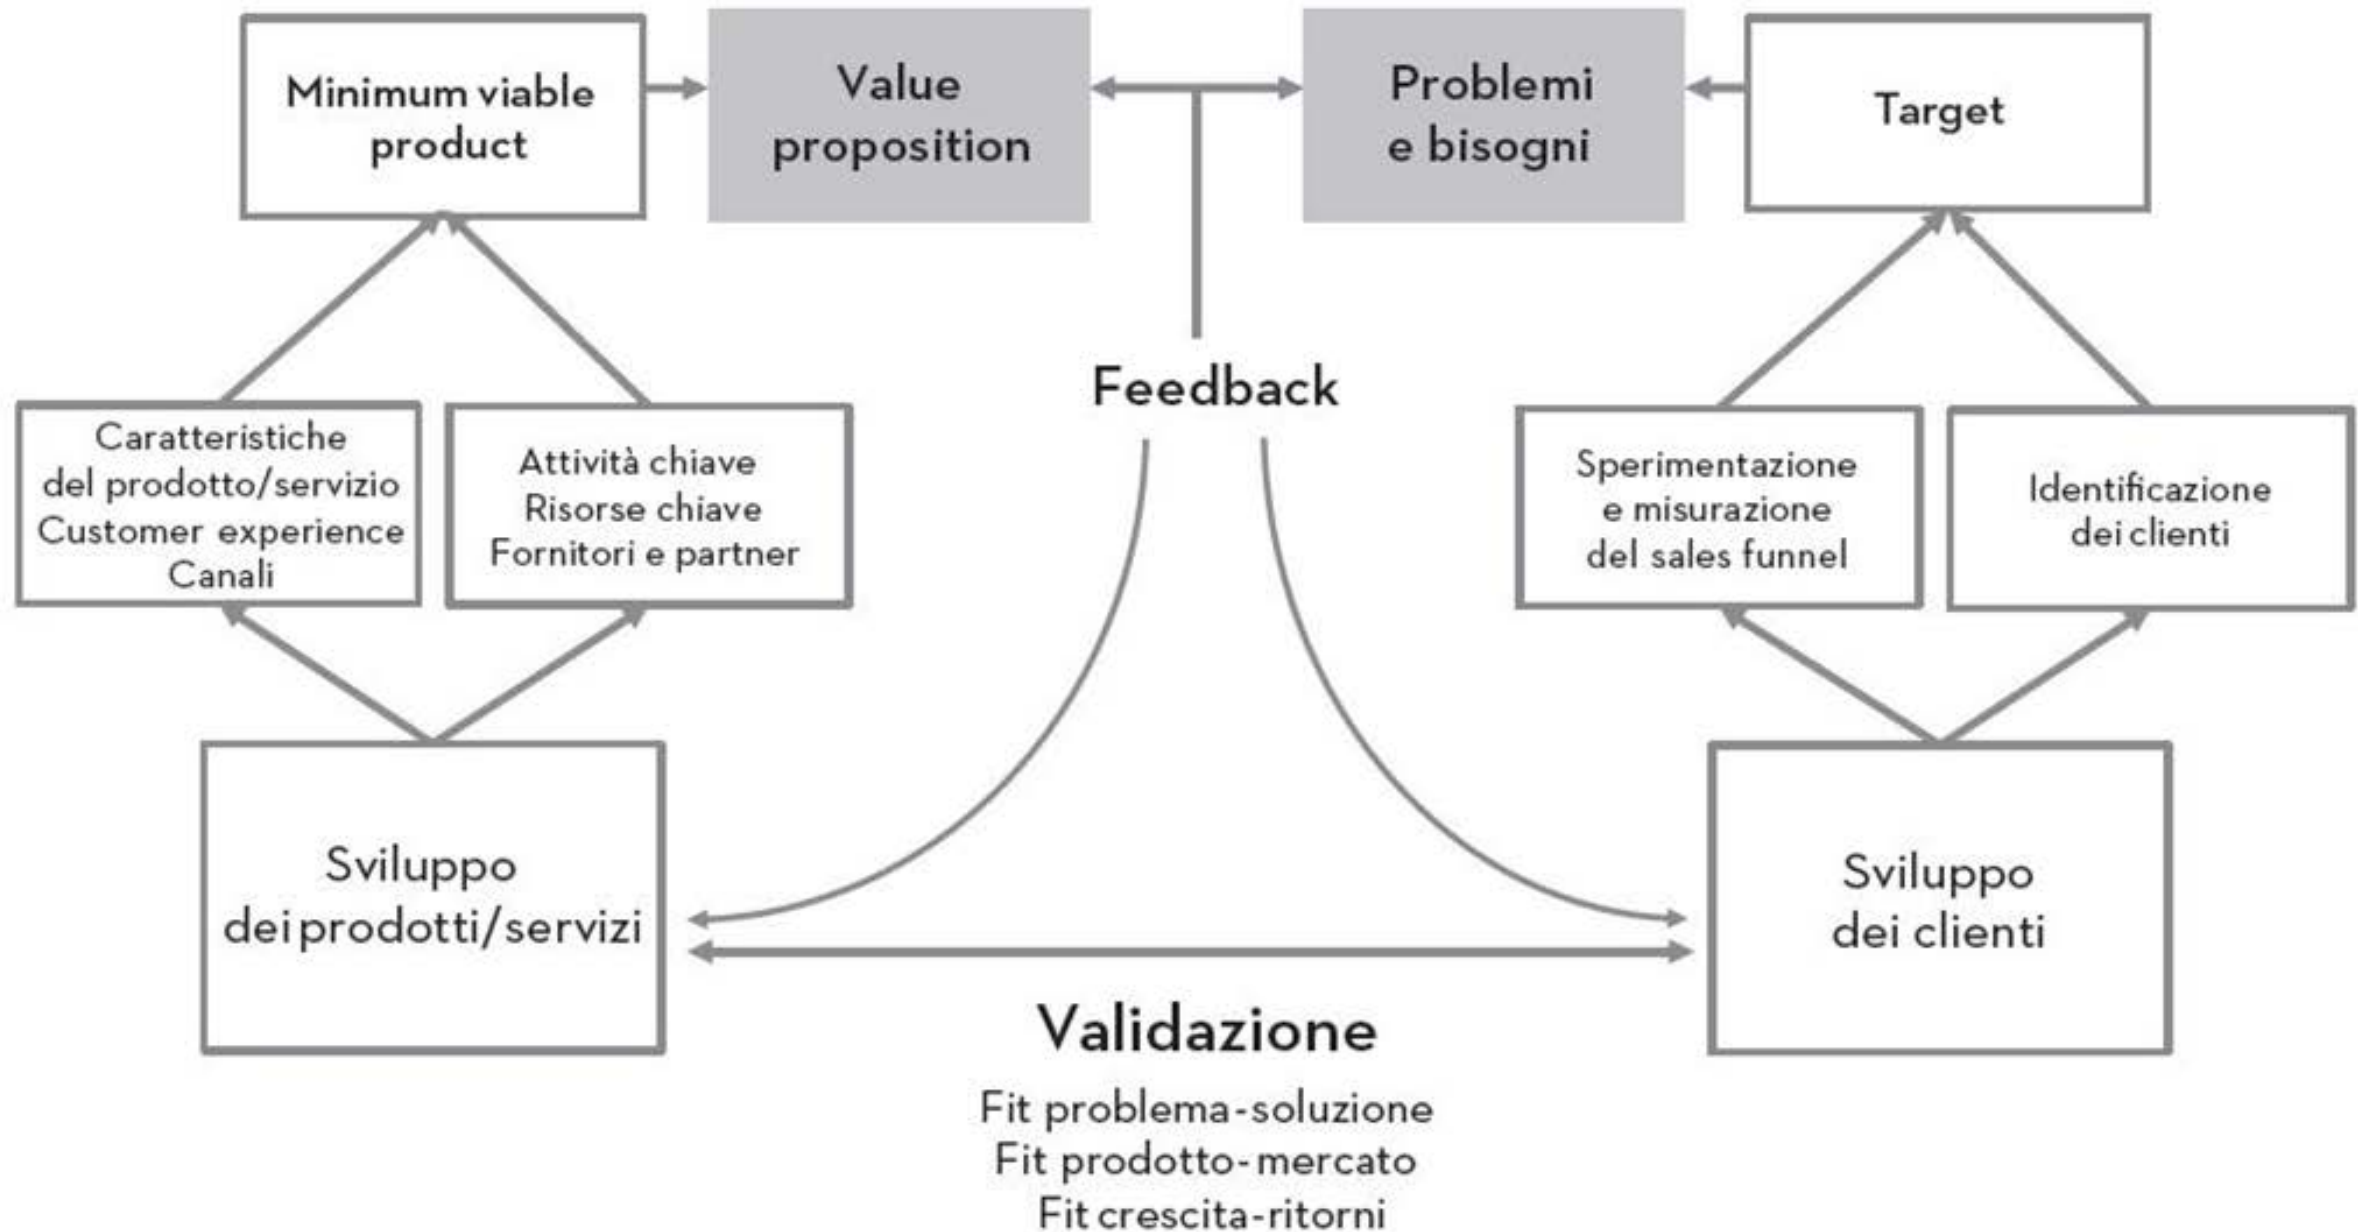 Minimum viable
product
Value
proposition
Problemi
e bisogni
Target
Feedback
Caratteristiche
del prodotto/servizio
Customer experience
Canali
Attività chiave
Risorse chiave
Fornitori e partner
Sperimentazione
e misurazione
del sales funnel
Identificazione
dei clienti
Sviluppo
dei prodotti/servizi
Sviluppo
dei clienti
Validazione
Fit problema-soluzione
Fit prodotto-mercato
Fit crescita-ritorni